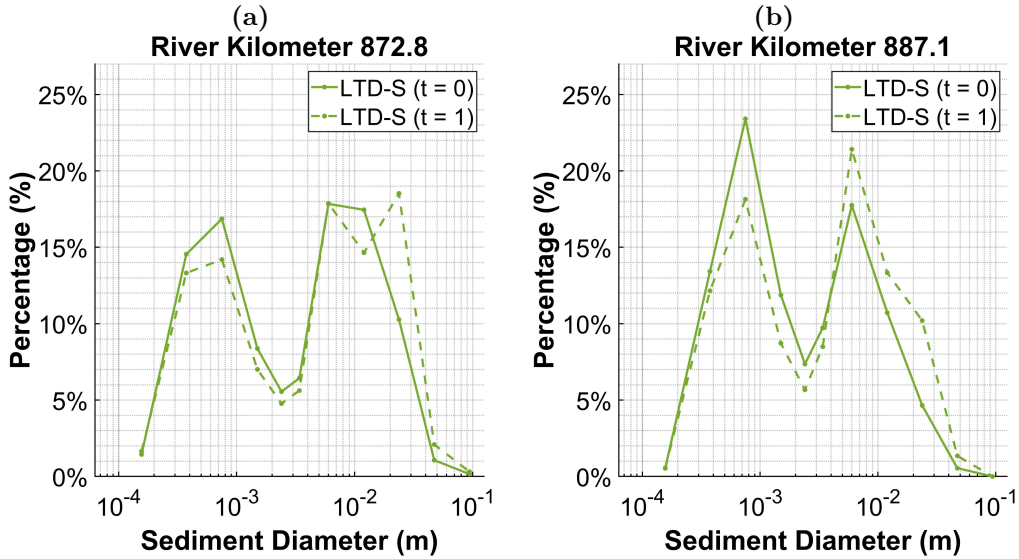 (a)
River Kilometer 872.8
LTD-S (t = 0)
LTD-S (t = 1)
25%
20%
15%
10%
5%
0%
Percentage (%)
10⁻⁴
10⁻³
10⁻²
10⁻¹
Sediment Diameter (m)
(b)
River Kilometer 887.1
LTD-S (t = 0)
LTD-S (t = 1)
25%
20%
15%
10%
5%
0%
Percentage (%)
10⁻⁴
10⁻³
10⁻²
10⁻¹
Sediment Diameter (m)